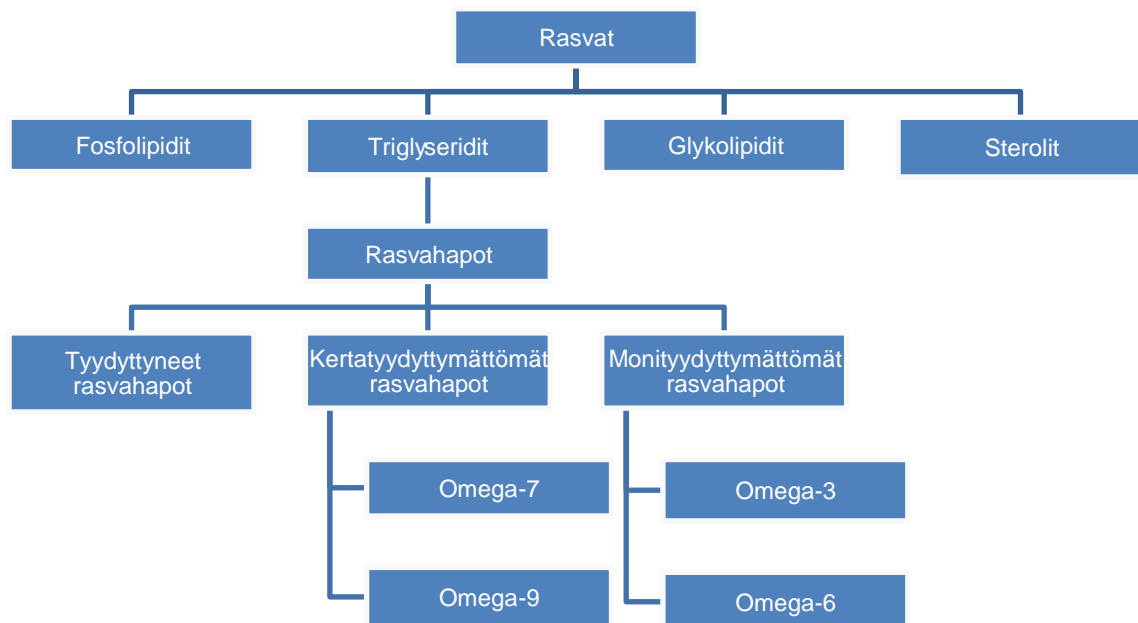 Rasvat
Fosfolipidit
Triglyseridit
Glykolipidit
Sterolit
Rasvahapot
Tyydyttyneet
rasvahapot
Kertatyydyttymättömät
rasvahapot
Monityydyttymättömät
rasvahapot
Omega-7
Omega-3
Omega-9
Omega-6